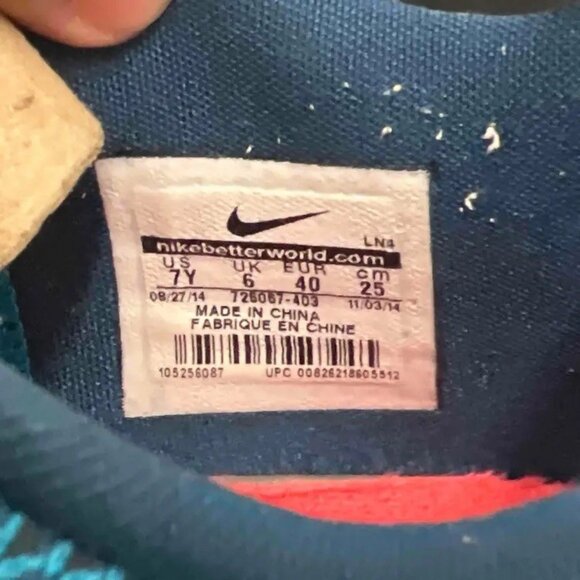 LN4
nikebetterworld.com
US UK EUR cm
7Y 6 40 25
08/27/14 726067-403 11/03/14
MADE IN CHINA
FABRIQUE EN CHINE
105256087 UPC 00826218605512